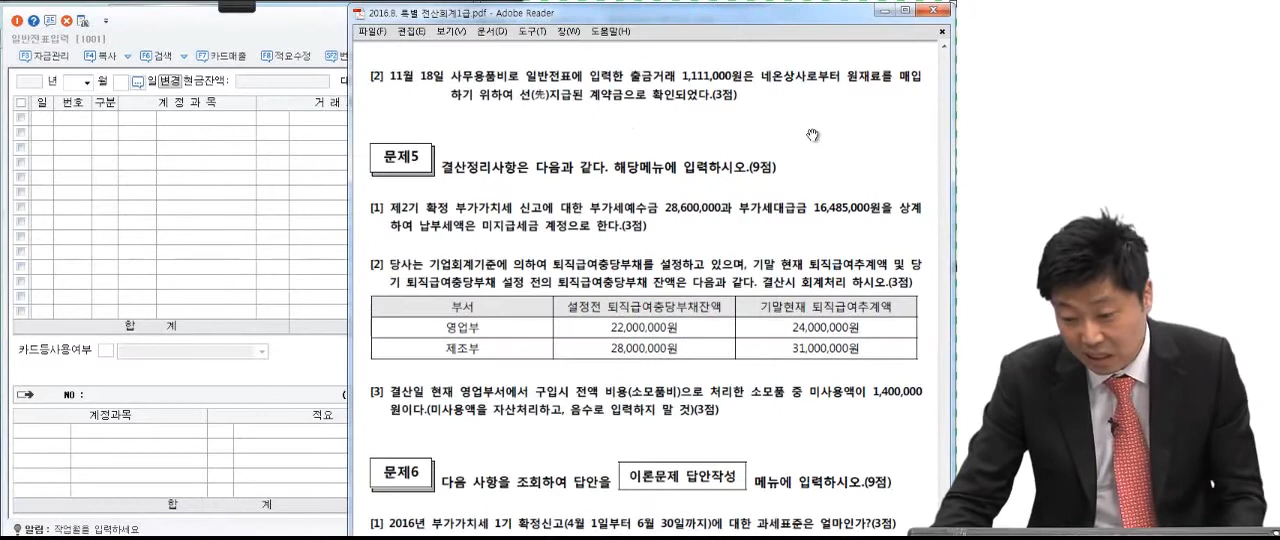 2016.8. 특별 전산회계1급.pdf - Adobe Reader
일반전표입력 [1001]
파일(F) 편집(E) 보기(V) 문서(D) 도구(T) 창(W) 도움말(H)
F3 자금관리 F4 복사 F6 검색 F7 카드매출 F8 적요수정 SF2 번
년 월 일 변경 현금잔액: 대
일 번호 구분 계 정 과 목 거 래
합 계
카드등사용여부
NO : (
계정과목 적요
합 계
알림: 작업월을 입력하세요
[2] 11월 18일 사무용품비로 일반전표에 입력한 출금거래 1,111,000원은 네온상사로부터 원재료를 매입
하기 위하여 선(先)지급된 계약금으로 확인되었다.(3점)
문제5 결산정리사항은 다음과 같다. 해당메뉴에 입력하시오.(9점)
[1] 제2기 확정 부가가치세 신고에 대한 부가세예수금 28,600,000과 부가세대급금 16,485,000원을 상계
하여 납부세액은 미지급세금 계정으로 한다.(3점)
[2] 당사는 기업회계기준에 의하여 퇴직급여충당부채를 설정하고 있으며, 기말 현재 퇴직급여추계액 및 당
기 퇴직급여충당부채 설정 전의 퇴직급여충당부채 잔액은 다음과 같다. 결산시 회계처리 하시오.(3점)
부서 설정전 퇴직급여충당부채잔액 기말현재 퇴직급여추계액
영업부 22,000,000원 24,000,000원
제조부 28,000,000원 31,000,000원
[3] 결산일 현재 영업부서에서 구입시 전액 비용(소모품비)으로 처리한 소모품 중 미사용액이 1,400,000
원이다.(미사용액을 자산처리하고, 음수로 입력하지 말 것)(3점)
문제6 다음 사항을 조회하여 답안을 이론문제 답안작성 메뉴에 입력하시오.(9점)
[1] 2016년 부가가치세 1기 확정신고(4월 1일부터 6월 30일까지)에 대한 과세표준은 얼마인가?(3점)